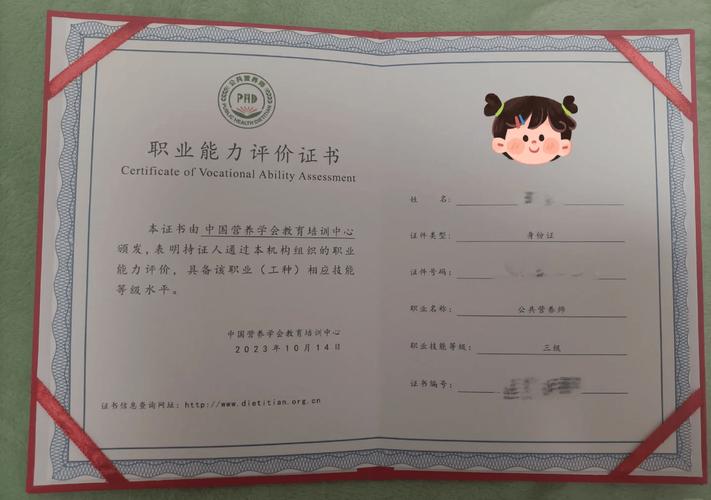 公共营养师
PHD
PUBLIC HEALTH DIETITIAN
职业能力评价证书
Certificate of Vocational Ability Assessment
本证书由中国营养学会教育培训中心
颁发，表明持证人通过本机构组织的职业
能力评价，具备该职业（工种）相应技能
等级水平。
中国营养学会教育培训中心
2023年10月14日
证书信息查询网址：http://www.dietitian.org.cn
姓 名：
证件类型： 身份证
证件号码：
职业名称： 公共营养师
职业技能等级： 三级
证书编号：